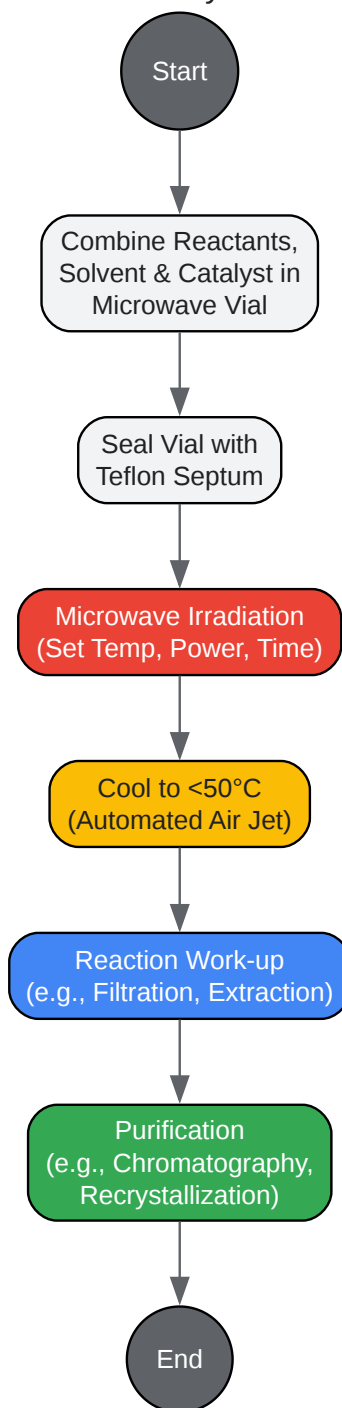 Start
Combine Reactants,
Solvent & Catalyst in
Microwave Vial
Seal Vial with
Teflon Septum
Microwave Irradiation
(Set Temp, Power, Time)
Cool to <50°C
(Automated Air Jet)
Reaction Work-up
(e.g., Filtration, Extraction)
Purification
(e.g., Chromatography,
Recrystallization)
End